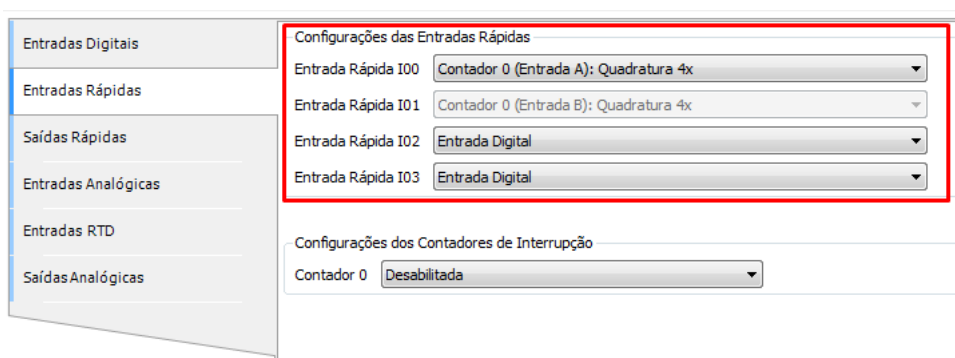 Entradas Digitais
Entradas Rápidas
Saídas Rápidas
Entradas Analógicas
Entradas RTD
Saídas Analógicas
Configurações das Entradas Rápidas
Entrada Rápida I00 Contador 0 (Entrada A): Quadratura 4x
Entrada Rápida I01 Contador 0 (Entrada B): Quadratura 4x
Entrada Rápida I02 Entrada Digital
Entrada Rápida I03 Entrada Digital
Configurações dos Contadores de Interrupção
Contador 0 Desabilitada